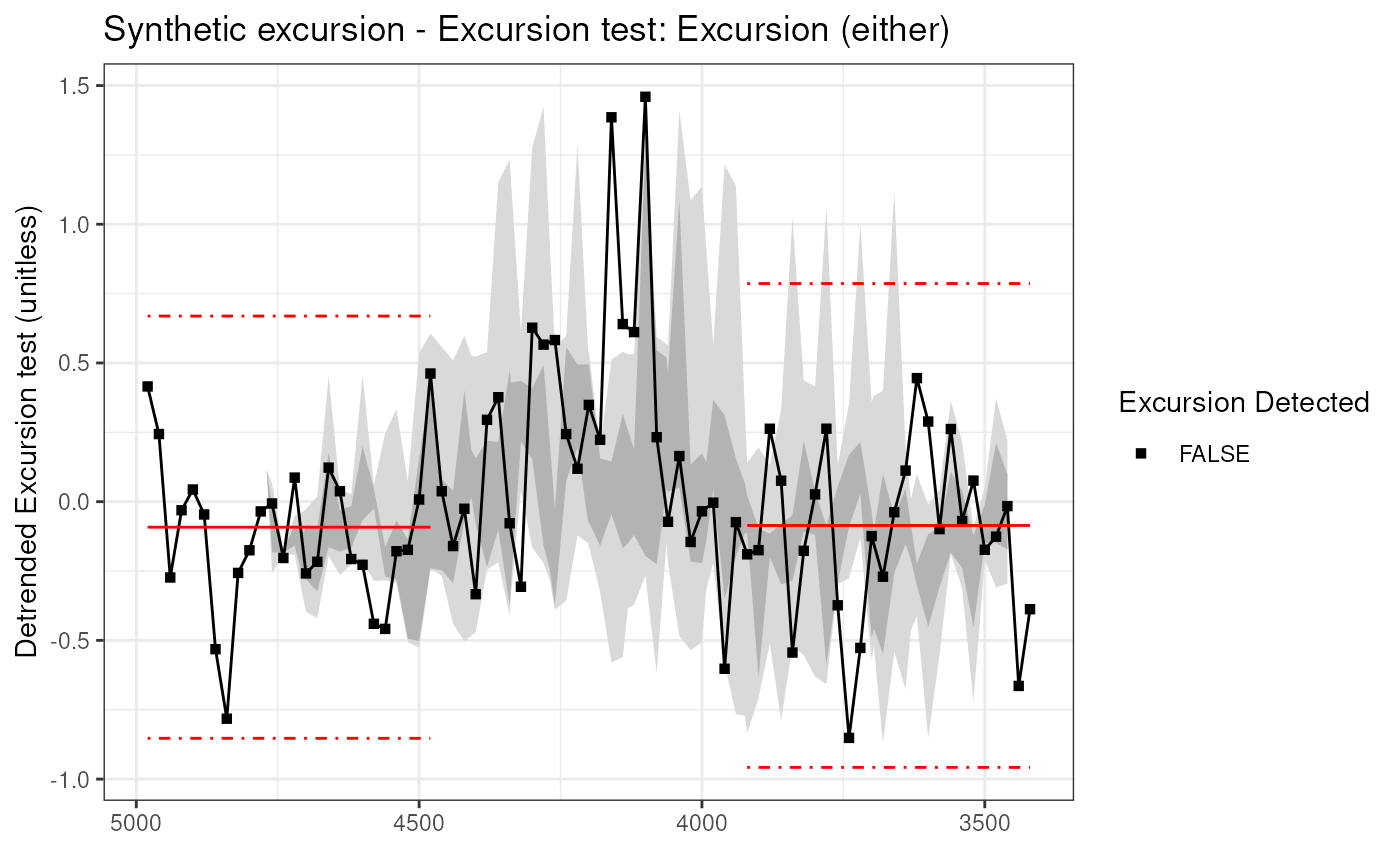 Synthetic excursion - Excursion test: Excursion (either)
Detrended Excursion test (unitless)
1.5
1.0
0.5
0.0
-0.5
-1.0
5000 4500 4000 3500
Excursion Detected
FALSE